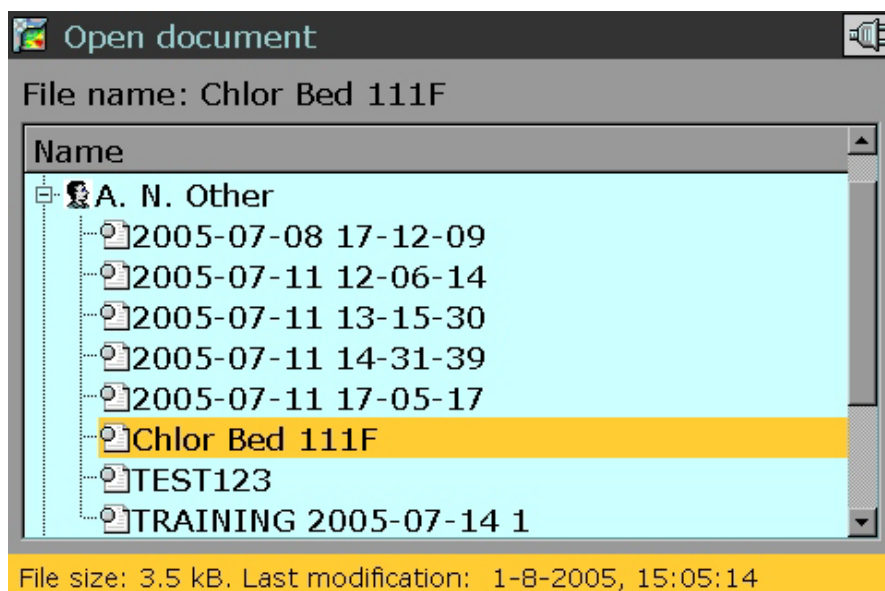 Open document
File name: Chlor Bed 111F
Name
A. N. Other
2005-07-08 17-12-09
2005-07-11 12-06-14
2005-07-11 13-15-30
2005-07-11 14-31-39
2005-07-11 17-05-17
Chlor Bed 111F
TEST123
TRAINING 2005-07-14 1
File size: 3.5 kB. Last modification: 1-8-2005, 15:05:14